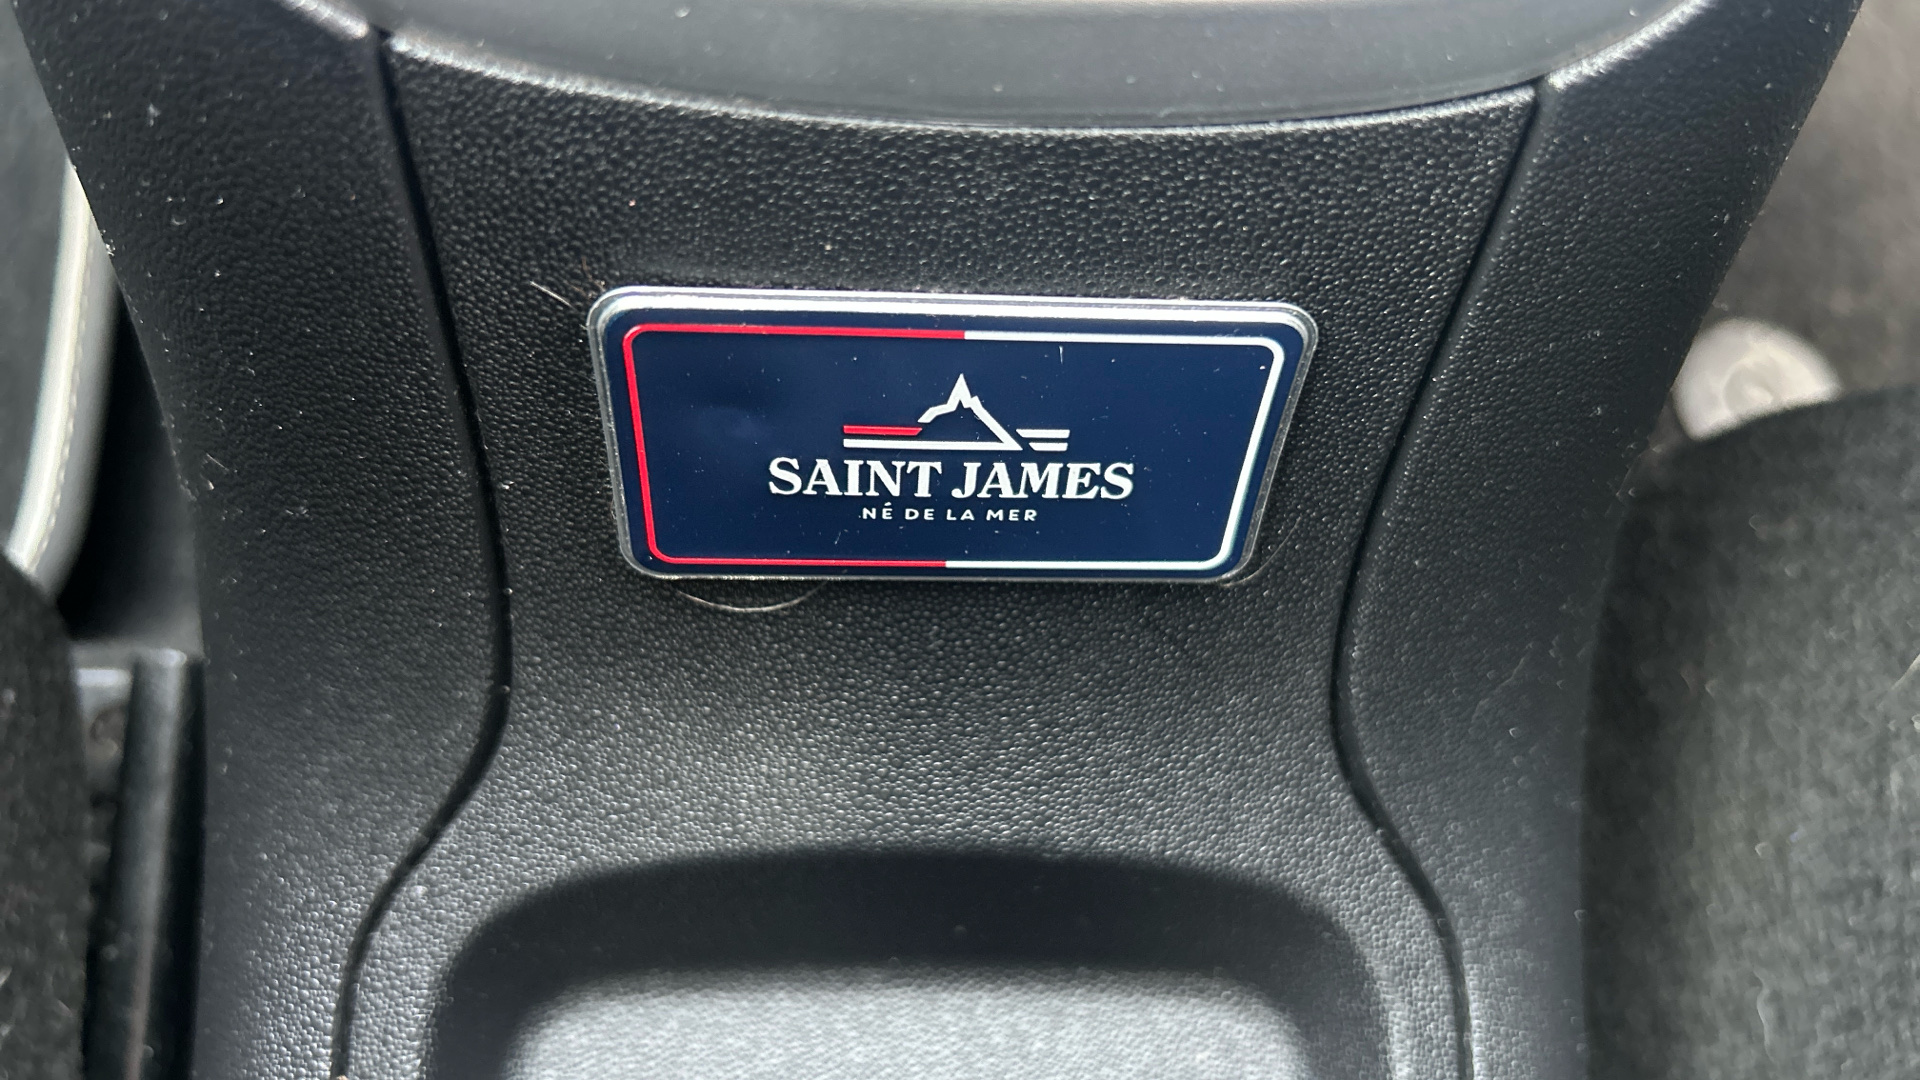 SAINT JAMES
NÉ DE LA MER